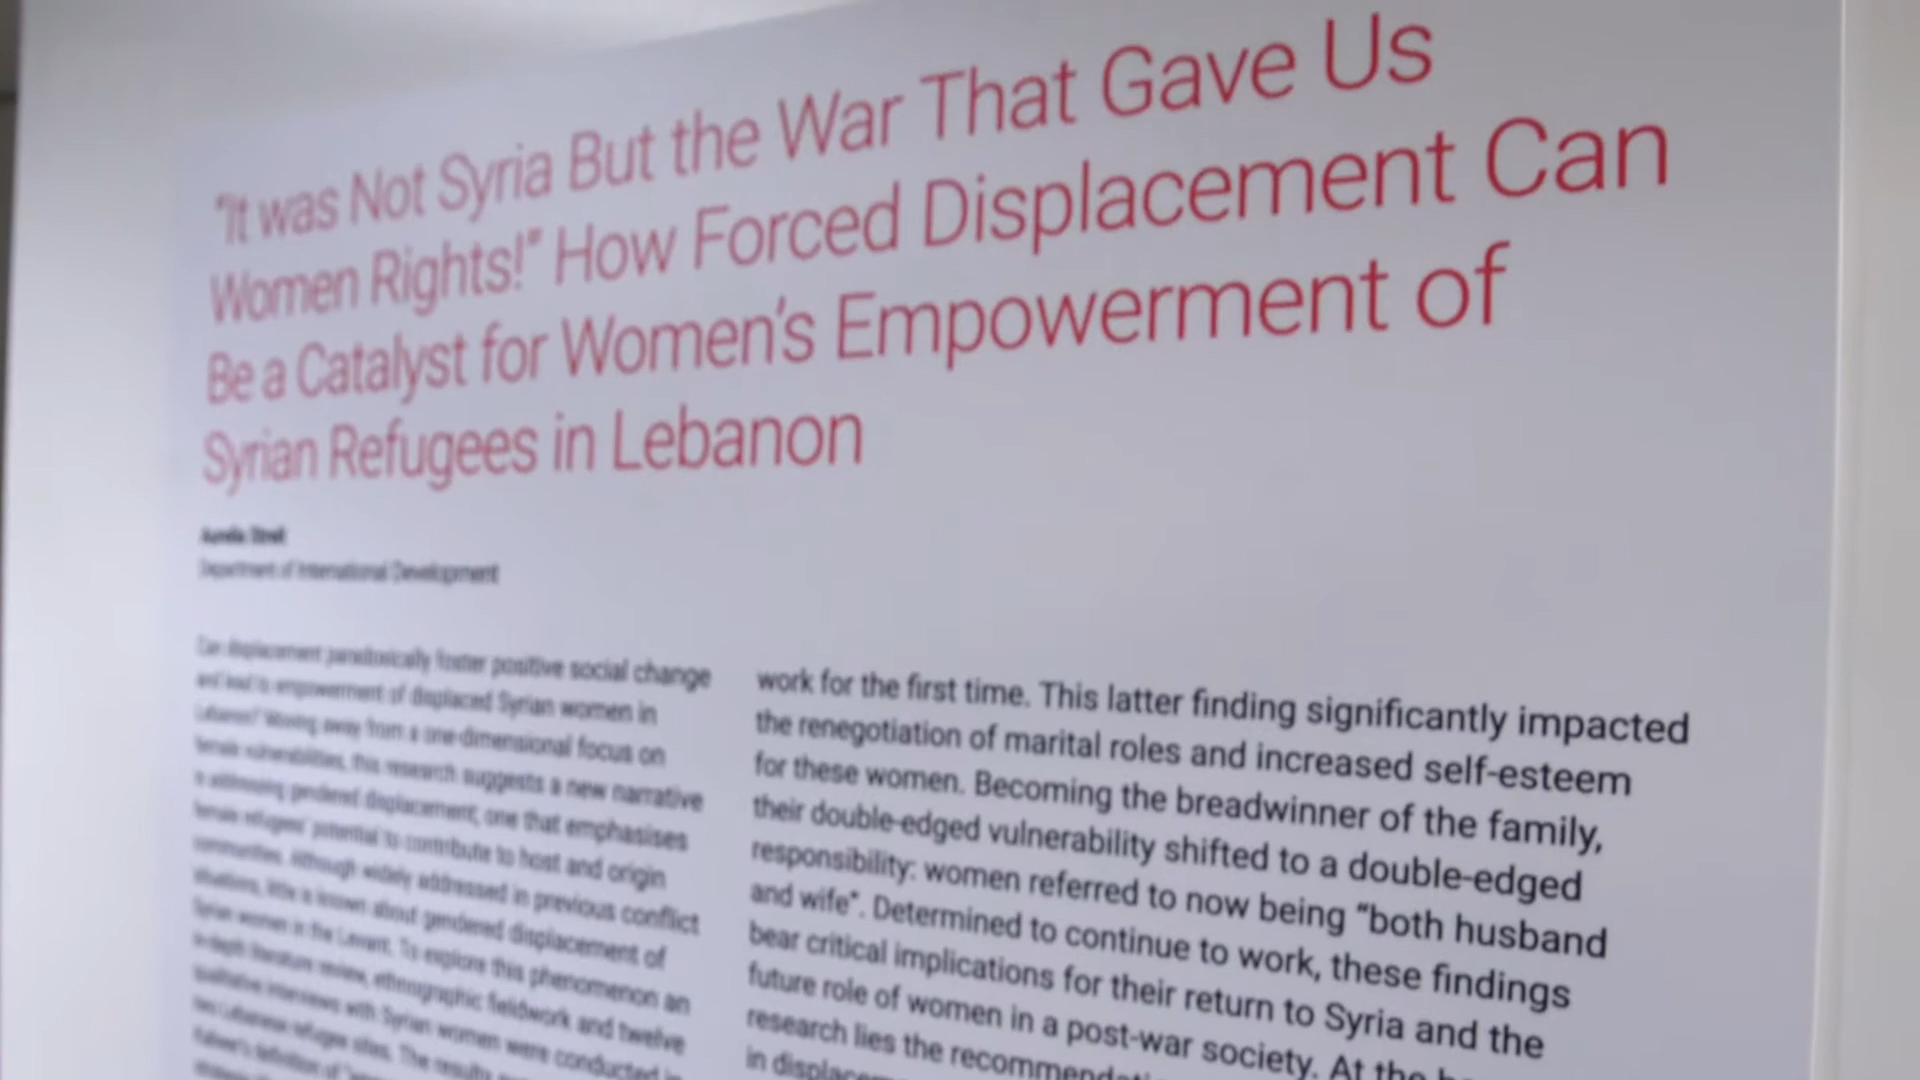 "It was Not Syria But the War That Gave Us
Women Rights!" How Forced Displacement Can
Be a Catalyst for Women's Empowerment of
Syrian Refugees in Lebanon
Department of International Development
Can displacement paradoxically foster positive social change
and lead to empowerment of displaced Syrian women in
Lebanon? Moving away from a one-dimensional focus on
female vulnerabilities, this research suggests a new narrative
in addressing gendered displacement, one that emphasises
female refugees' potential to contribute to host and origin
communities. Although widely addressed in previous conflict
situations, little is known about gendered displacement of
Syrian women in the Levant. To explore this phenomenon an
in-depth literature review, ethnographic fieldwork and twelve
qualitative interviews with Syrian women were conducted in
two Lebanese refugee sites. The results
definition of
work for the first time. This latter finding significantly impacted
the renegotiation of marital roles and increased self-esteem
for these women. Becoming the breadwinner of the family,
their double-edged vulnerability shifted to a double-edged
responsibility: women referred to now being "both husband
and wife". Determined to continue to work, these findings
bear critical implications for their return to Syria and the
future role of women in a post-war society. At the
research lies the
in